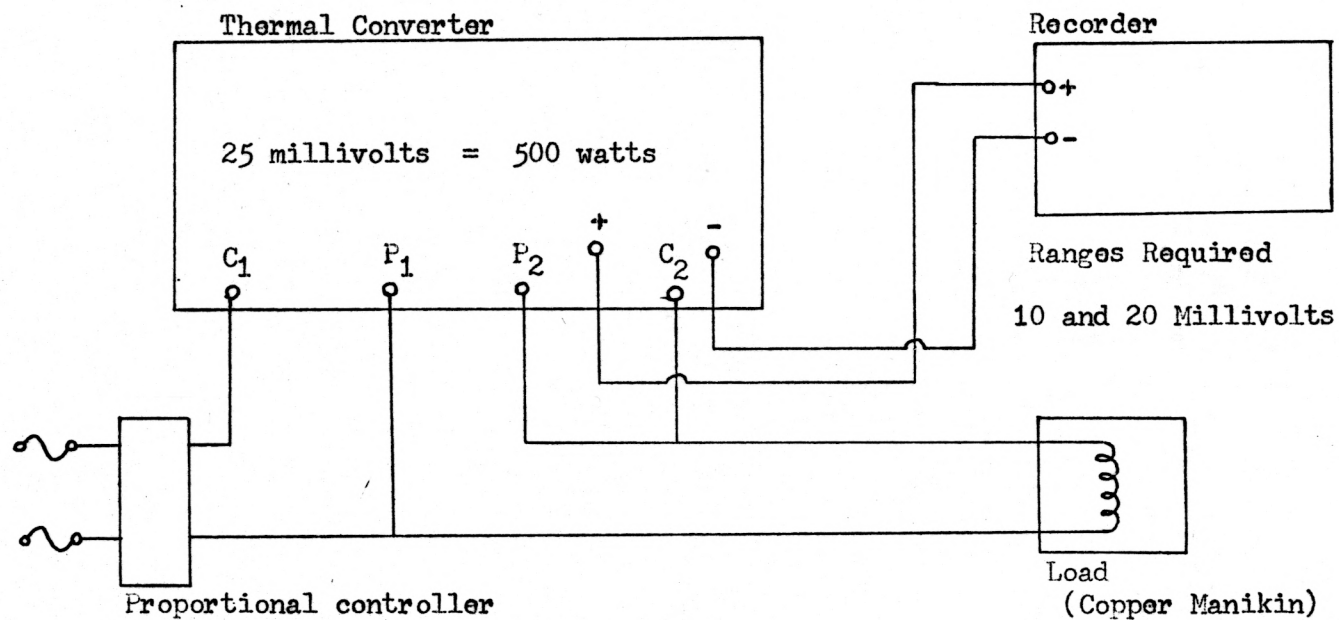 Thermal Converter
Recorder
25 millivolts = 500 watts
+
-
+
-
C1
P1
P2
C2
Ranges Required
10 and 20 Millivolts
Proportional controller
Load
(Copper Manikin)